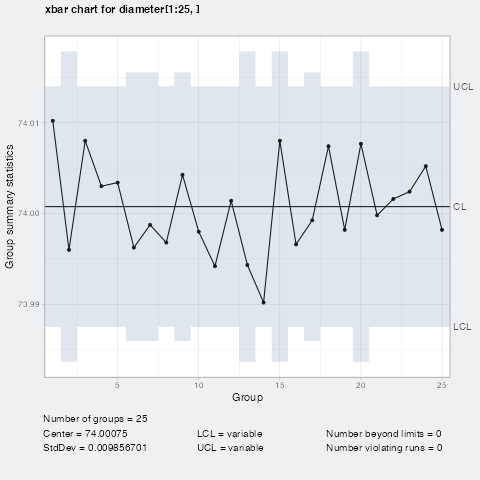 xbar chart for diameter[1:25, ]
Group summary statistics
74.01
74.00
73.99
UCL
CL
LCL
5 10 15 20 25
Group
Number of groups = 25
Center = 74.00075 LCL = variable Number beyond limits = 0
StdDev = 0.009856701 UCL = variable Number violating runs = 0